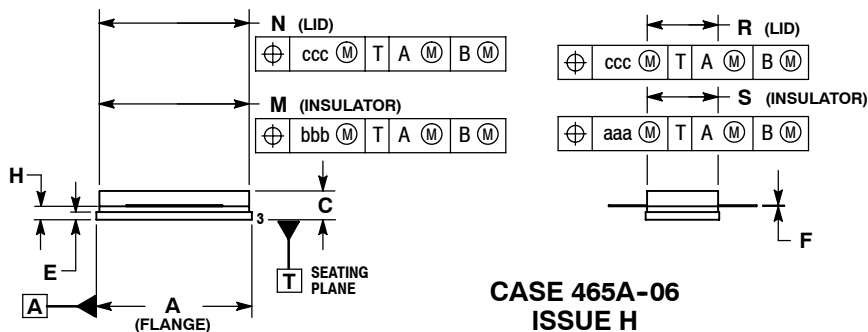 N (LID)
⌖ ccc Ⓜ T A Ⓜ B Ⓜ
M (INSULATOR)
⌖ bbb Ⓜ T A Ⓜ B Ⓜ
R (LID)
⌖ ccc Ⓜ T A Ⓜ B Ⓜ
S (INSULATOR)
⌖ aaa Ⓜ T A Ⓜ B Ⓜ
H
C
3
E
F
T SEATING
PLANE
A
A
(FLANGE)
CASE 465A-06
ISSUE H